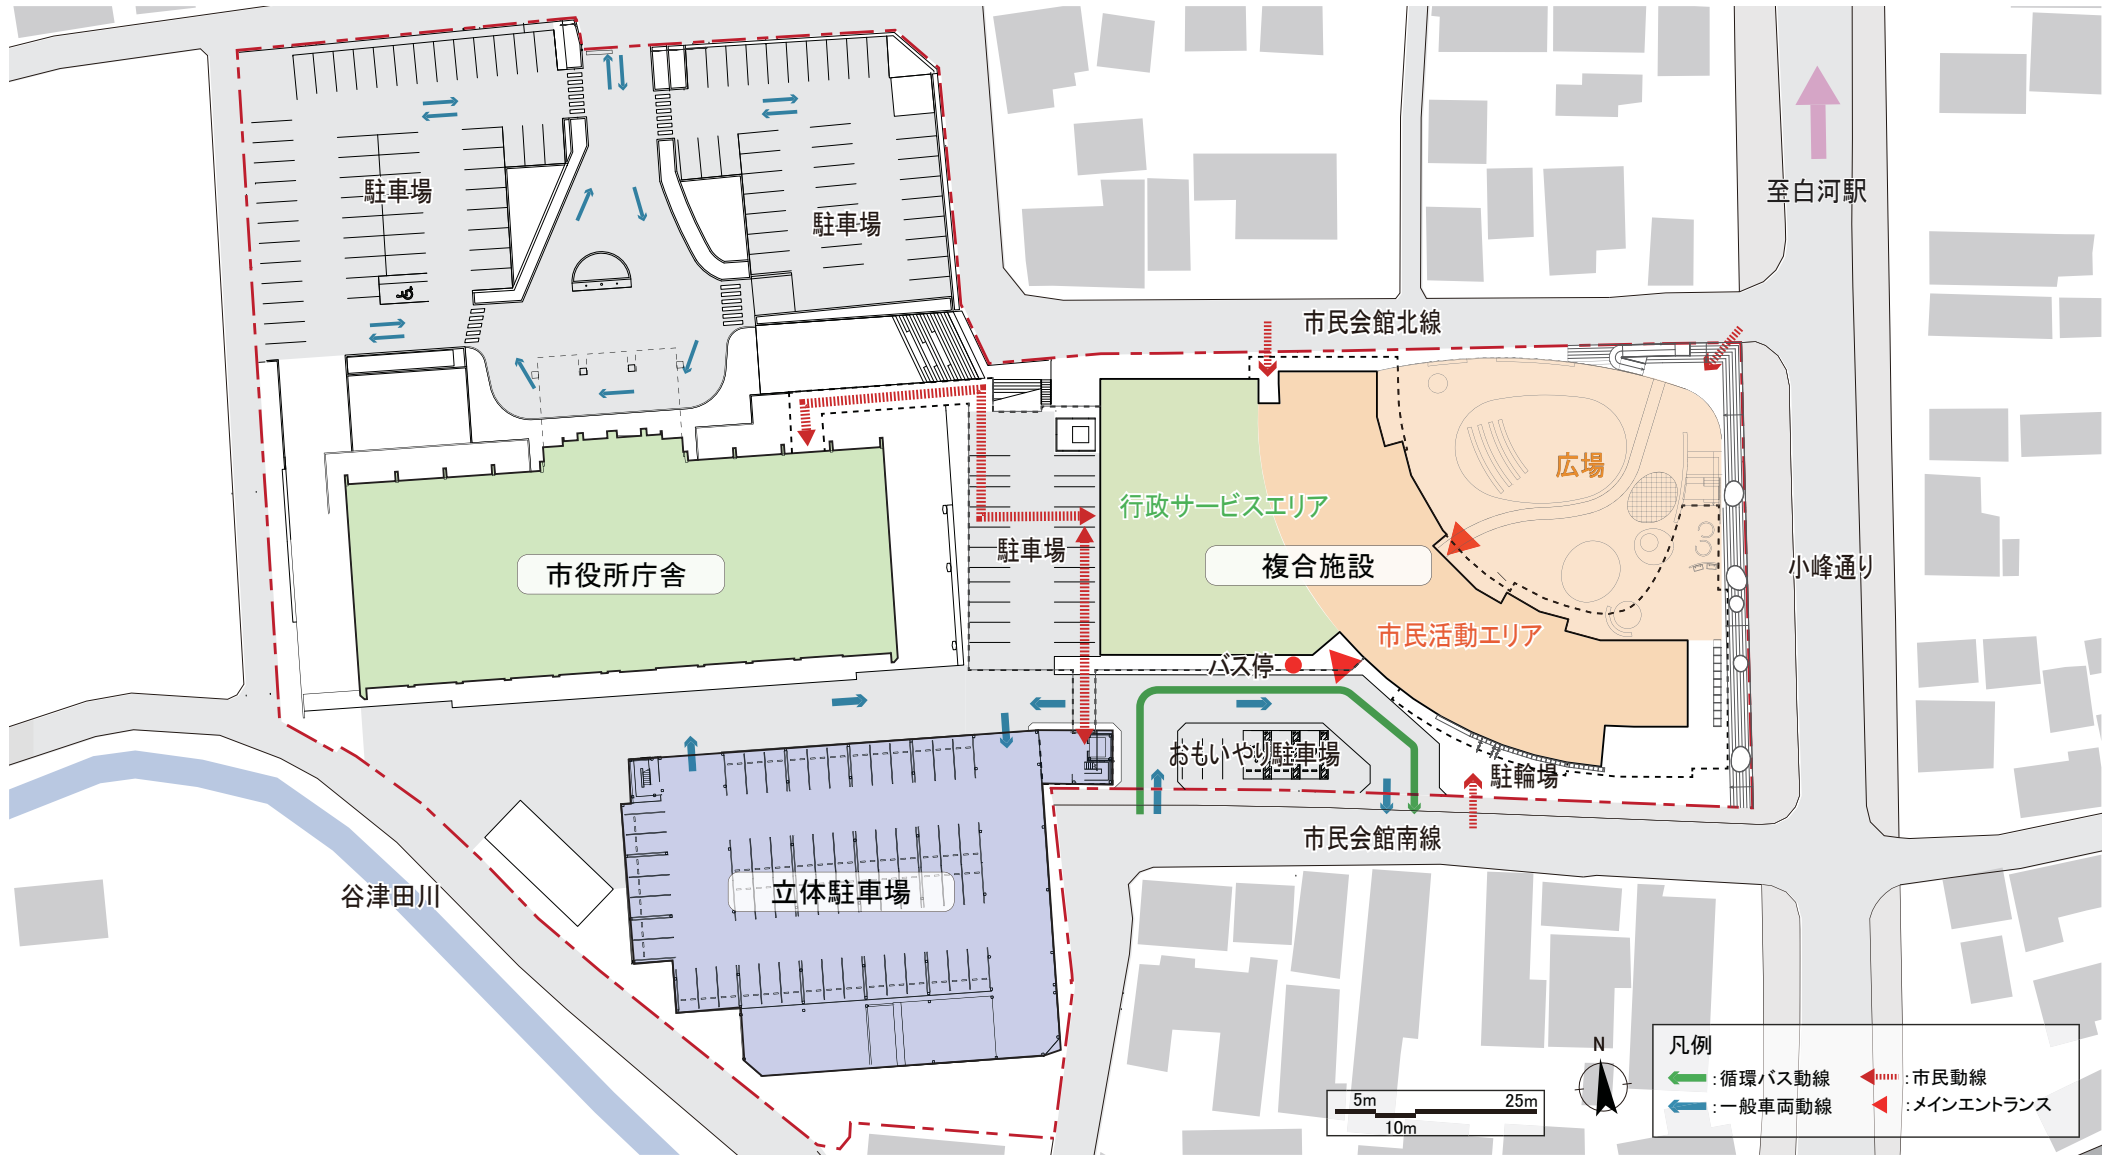 駐車場
駐車場
至白河駅
市民会館北線
広場
行政サービスエリア
駐車場
市役所庁舎
複合施設
小峰通り
市民活動エリア
バス停
おもいやり駐車場
駐輪場
市民会館南線
立体駐車場
谷津田川
N
5m
25m
10m
凡例
:循環バス動線
:市民動線
:一般車両動線
:メインエントランス